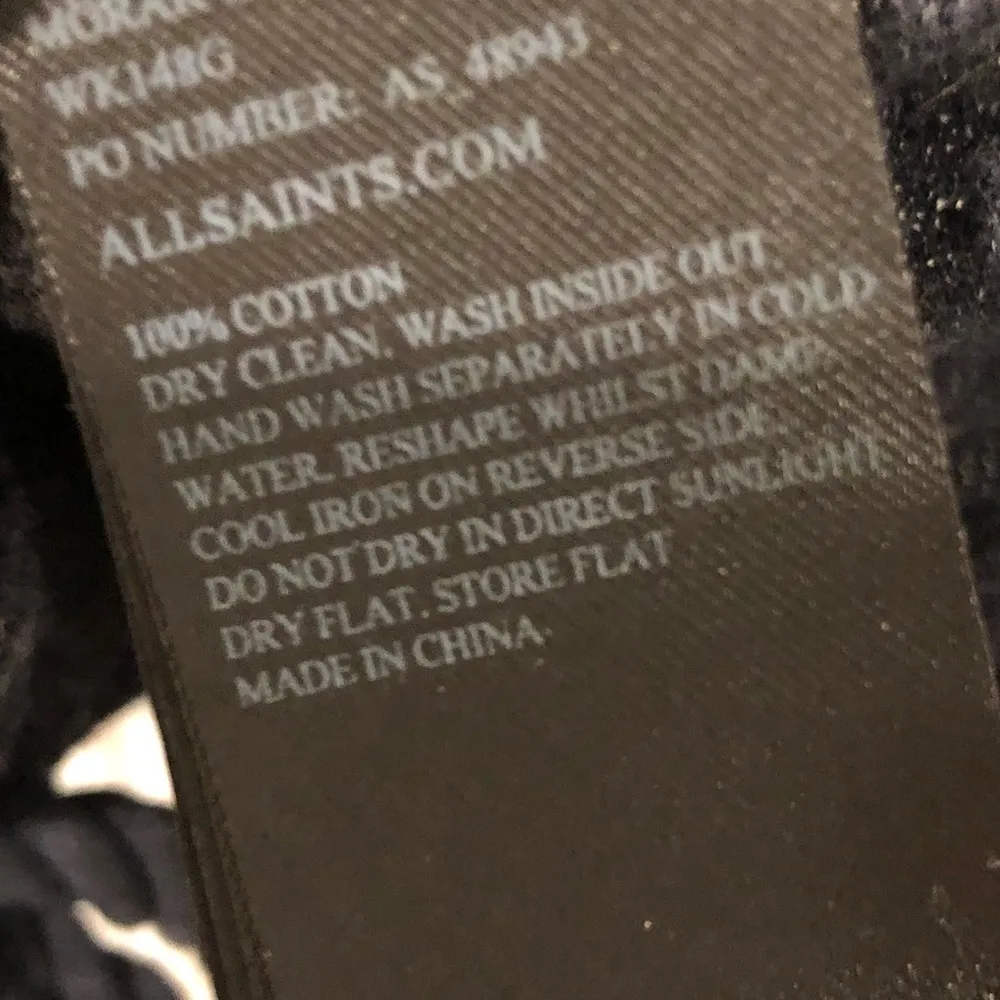 WK148G
PO NUMBER: AS_48943
ALLSAINTS.COM
100% COTTON
DRY CLEAN. WASH INSIDE OUT.
HAND WASH SEPARATELY IN COLD
WATER. RESHAPE WHILST DAMP.
COOL IRON ON REVERSE SIDE.
DO NOT DRY IN DIRECT SUNLIGHT.
DRY FLAT. STORE FLAT
MADE IN CHINA